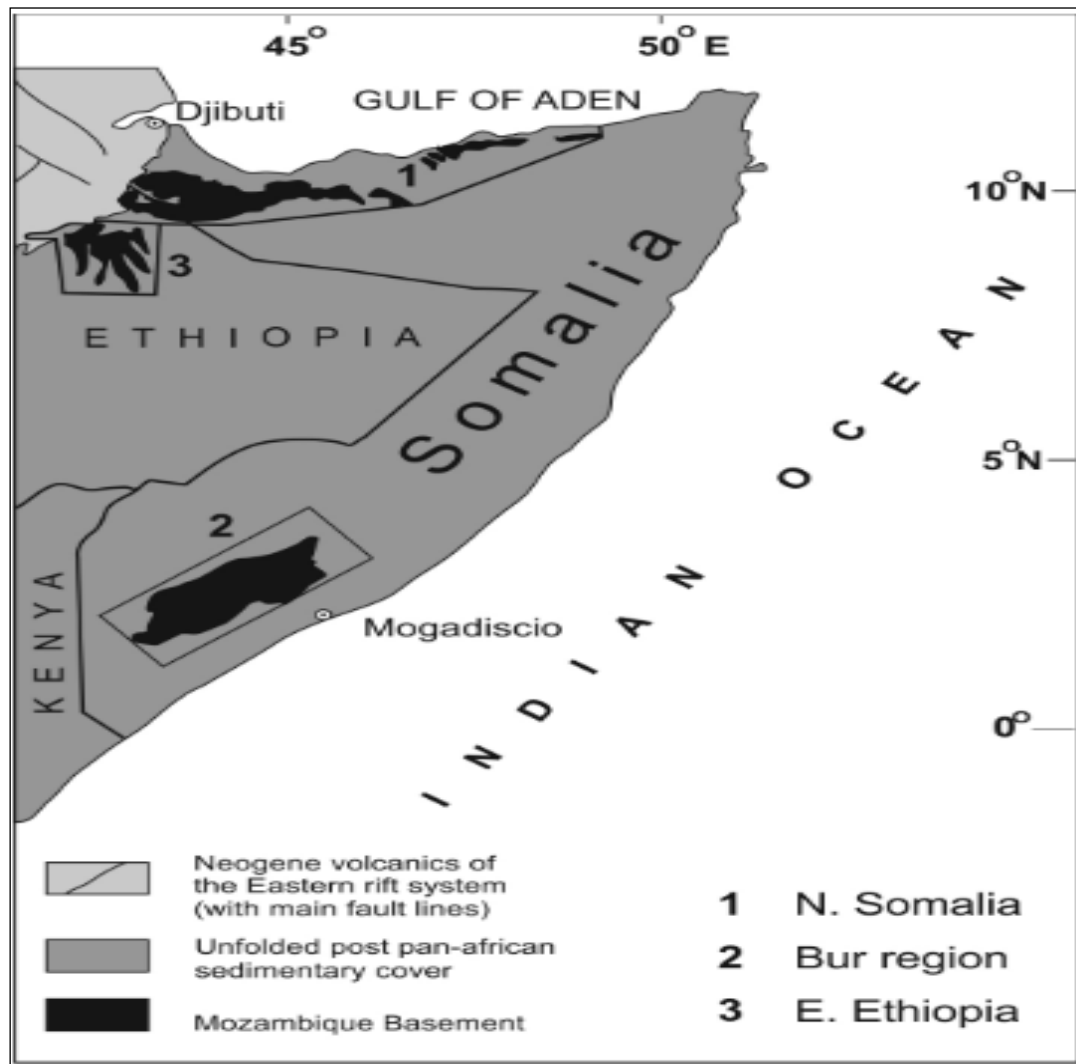 45° 50° E
GULF OF ADEN
Djibuti
1
10°N
3
ETHIOPIA
Somalia
5°N
2
Mogadiscio
KENYA
0°
INDIAN OCEAN
Neogene volcanics of
the Eastern rift system
(with main fault lines)
Unfolded post pan-african
sedimentary cover
Mozambique Basement
1 N. Somalia
2 Bur region
3 E. Ethiopia